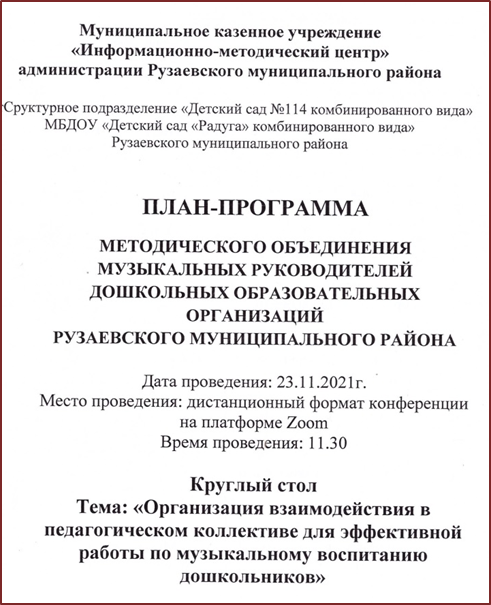 Муниципальное казенное учреждение
«Информационно-методический центр»
администрации Рузаевского муниципального района
Сруктурное подразделение «Детский сад №114 комбинированного вида»
МБДОУ «Детский сад «Радуга» комбинированного вида»
Рузаевского муниципального района
ПЛАН-ПРОГРАММА
МЕТОДИЧЕСКОГО ОБЪЕДИНЕНИЯ
МУЗЫКАЛЬНЫХ РУКОВОДИТЕЛЕЙ
ДОШКОЛЬНЫХ ОБРАЗОВАТЕЛЬНЫХ
ОРГАНИЗАЦИЙ
РУЗАЕВСКОГО МУНИЦИПАЛЬНОГО РАЙОНА
Дата проведения: 23.11.2021г.
Место проведения: дистанционный формат конференции
на платформе Zoom
Время проведения: 11.30
Круглый стол
Тема: «Организация взаимодействия в
педагогическом коллективе для эффективной
работы по музыкальному воспитанию
дошкольников»